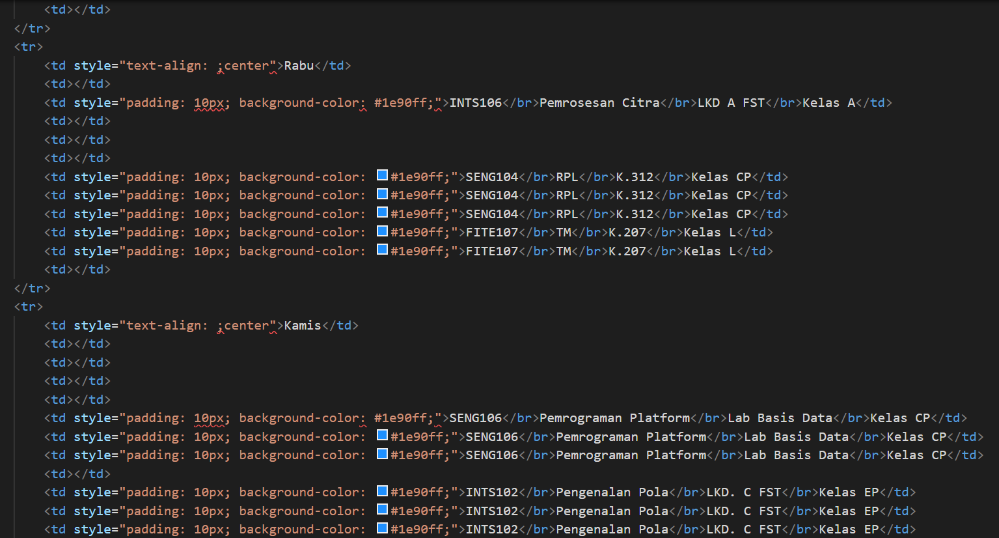 <td></td>
</tr>
<tr>
<td style="text-align: ;center">Rabu</td>
<td></td>
<td style="padding: 10px; background-color: #1e90ff;">INTS106</br>Pemrosesan Citra</br>LKD A FST</br>Kelas A</td>
<td></td>
<td></td>
<td></td>
<td style="padding: 10px; background-color: #1e90ff;">SENG104</br>RPL</br>K.312</br>Kelas CP</td>
<td style="padding: 10px; background-color: #1e90ff;">SENG104</br>RPL</br>K.312</br>Kelas CP</td>
<td style="padding: 10px; background-color: #1e90ff;">SENG104</br>RPL</br>K.312</br>Kelas CP</td>
<td style="padding: 10px; background-color: #1e90ff;">FITE107</br>TM</br>K.207</br>Kelas L</td>
<td style="padding: 10px; background-color: #1e90ff;">FITE107</br>TM</br>K.207</br>Kelas L</td>
<td></td>
</tr>
<tr>
<td style="text-align: ;center">Kamis</td>
<td></td>
<td></td>
<td></td>
<td></td>
<td style="padding: 10px; background-color: #1e90ff;">SENG106</br>Pemrograman Platform</br>Lab Basis Data</br>Kelas CP</td>
<td style="padding: 10px; background-color: #1e90ff;">SENG106</br>Pemrograman Platform</br>Lab Basis Data</br>Kelas CP</td>
<td style="padding: 10px; background-color: #1e90ff;">SENG106</br>Pemrograman Platform</br>Lab Basis Data</br>Kelas CP</td>
<td></td>
<td style="padding: 10px; background-color: #1e90ff;">INTS102</br>Pengenalan Pola</br>LKD. C FST</br>Kelas EP</td>
<td style="padding: 10px; background-color: #1e90ff;">INTS102</br>Pengenalan Pola</br>LKD. C FST</br>Kelas EP</td>
<td style="padding: 10px; background-color: #1e90ff;">INTS102</br>Pengenalan Pola</br>LKD. C FST</br>Kelas EP</td>